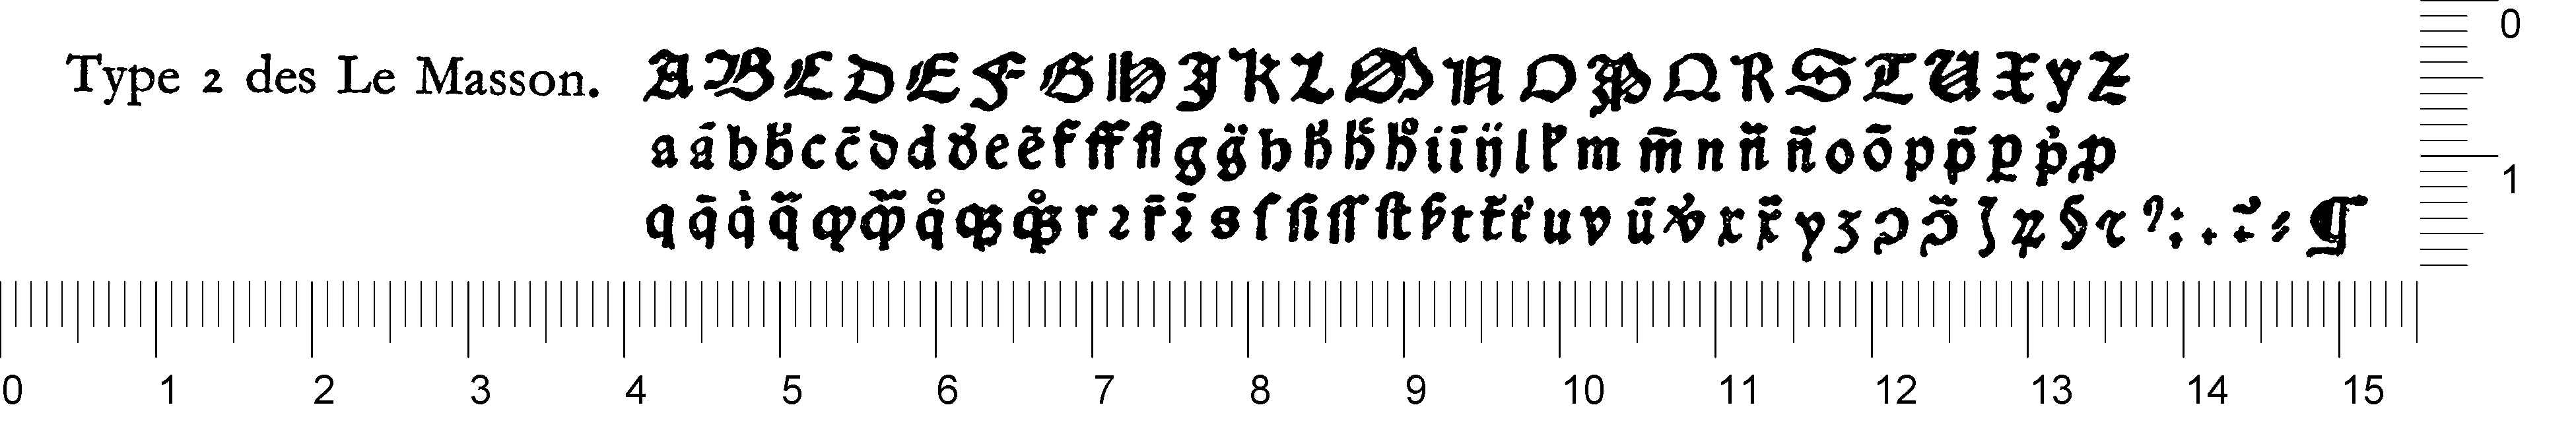 Type 2 des Le Masson. A B C D E F G H I K L M N O P Q R S T U X y Z
a ā b b̄ c c̄ d d d̄ e ē f ff fl g g̈ h h̄ h̄ i ī ij l m m̄ n n̄ ñ o ō p p̄ ꝑ ṗ ꝓ
q q̄ q̇ q̈ r ꝛ r̄ s ſ ſi ſſ ſt t u v ū x x̄ y ʒ ɔ § : . ¶
0
1
0 1 2 3 4 5 6 7 8 9 10 11 12 13 14 15